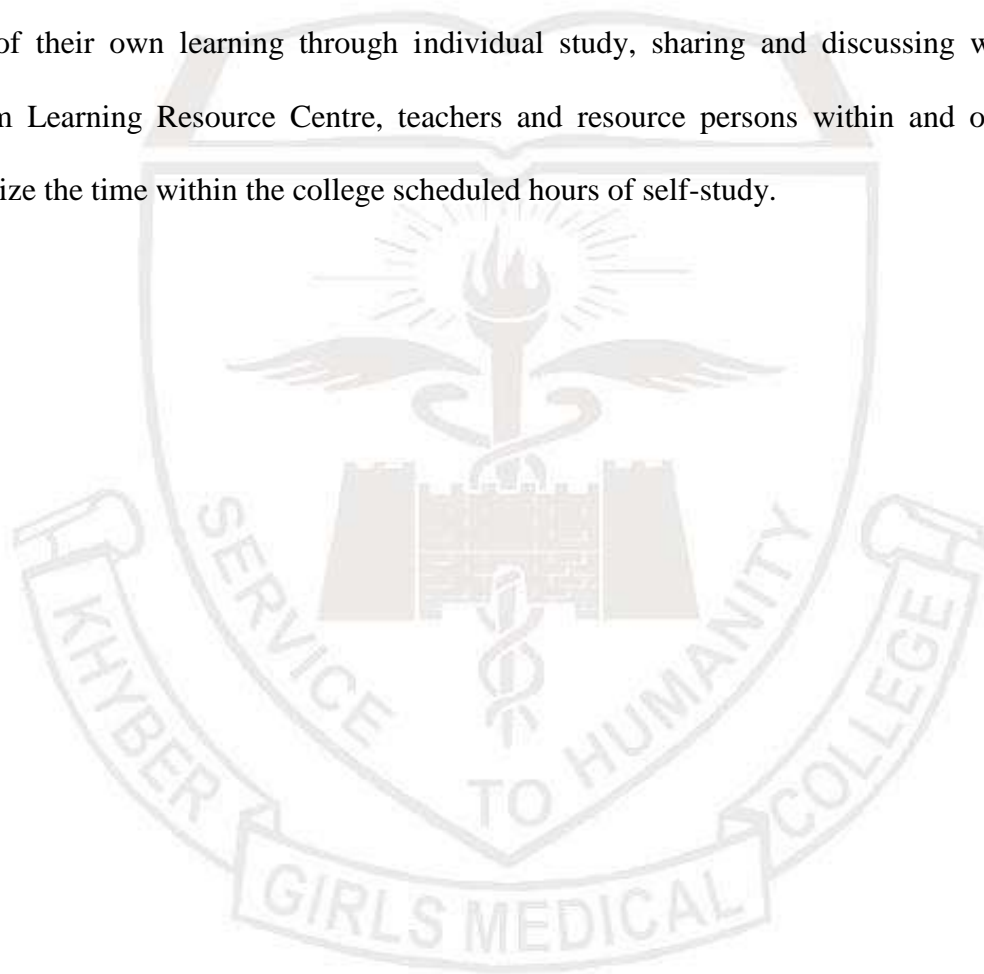 of their own learning through individual study, sharing and discussing
Learning Resource Centre, teachers and resource persons within and
the time within the college scheduled hours of self-study.
SERVICE TO HUMANITY
KHYBER GIRLS MEDICAL COLLEGE